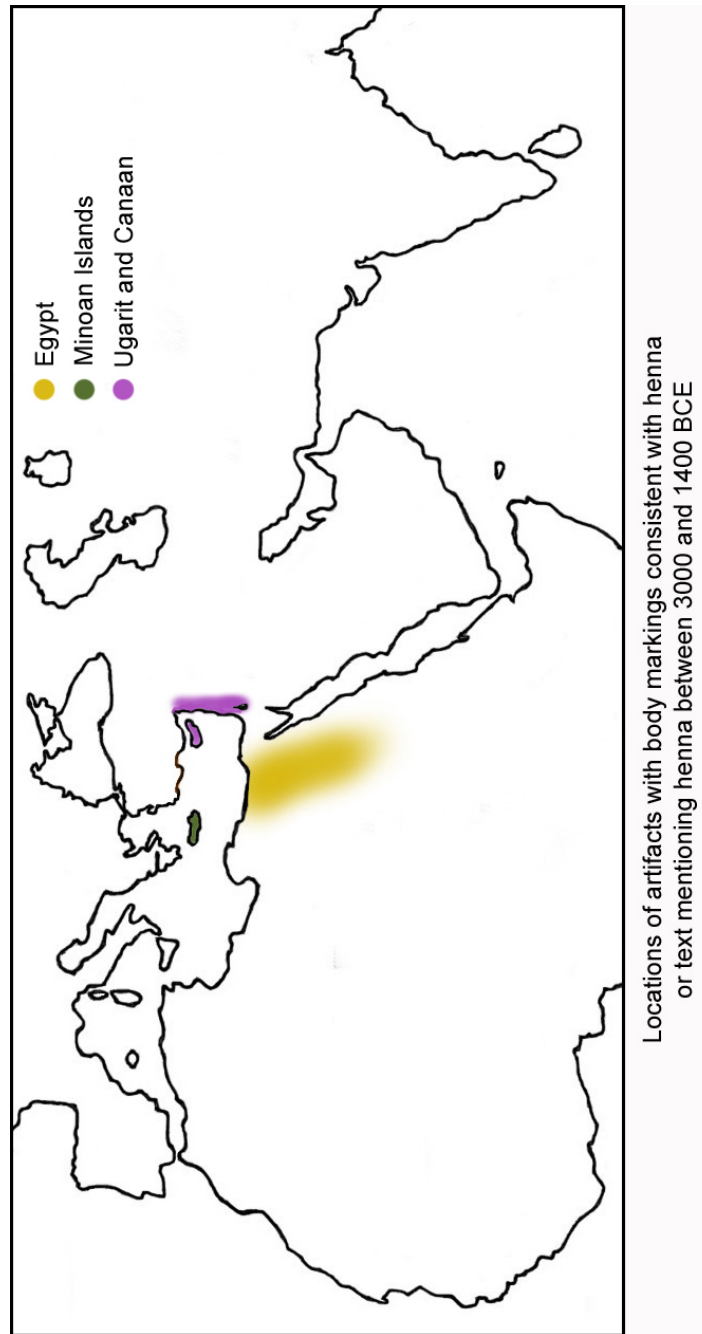 Egypt
Minoan Islands
Ugarit and Canaan
Locations of artifacts with body markings consistent with henna
or text mentioning henna between 3000 and 1400 BCE